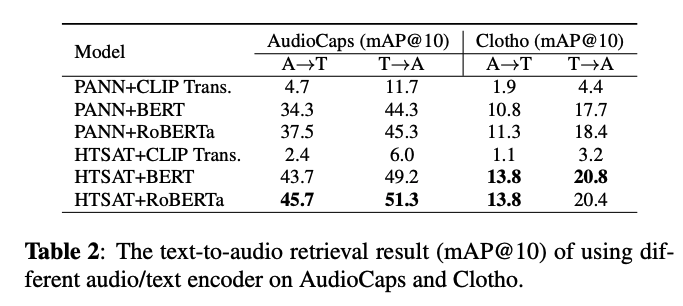 Model AudioCaps (mAP@10) Clotho (mAP@10)
A→T T→A A→T T→A
PANN+CLIP Trans. 4.7 11.7 1.9 4.4
PANN+BERT 34.3 44.3 10.8 17.7
PANN+RoBERTa 37.5 45.3 11.3 18.4
HTSAT+CLIP Trans. 2.4 6.0 1.1 3.2
HTSAT+BERT 43.7 49.2 13.8 20.8
HTSAT+RoBERTa 45.7 51.3 13.8 20.4
Table 2: The text-to-audio retrieval result (mAP@10) of using dif-
ferent audio/text encoder on AudioCaps and Clotho.